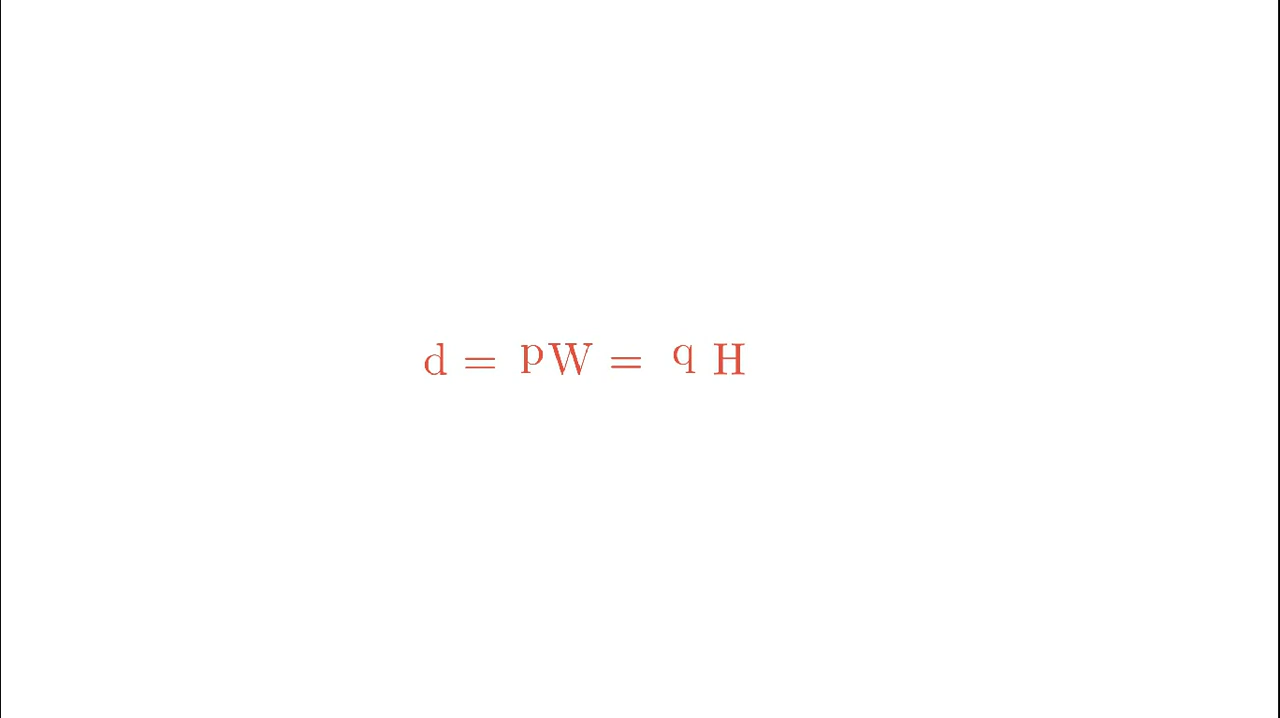 d = pW = q H